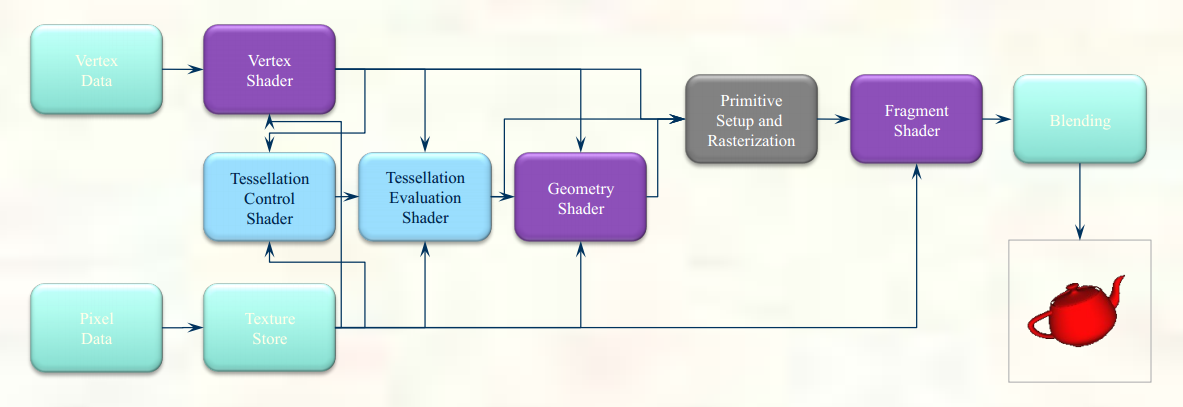 Vertex
Data
Vertex
Shader
Primitive
Setup and
Rasterization
Fragment
Shader
Blending
Tessellation
Control
Shader
Tessellation
Evaluation
Shader
Geometry
Shader
Pixel
Data
Texture
Store